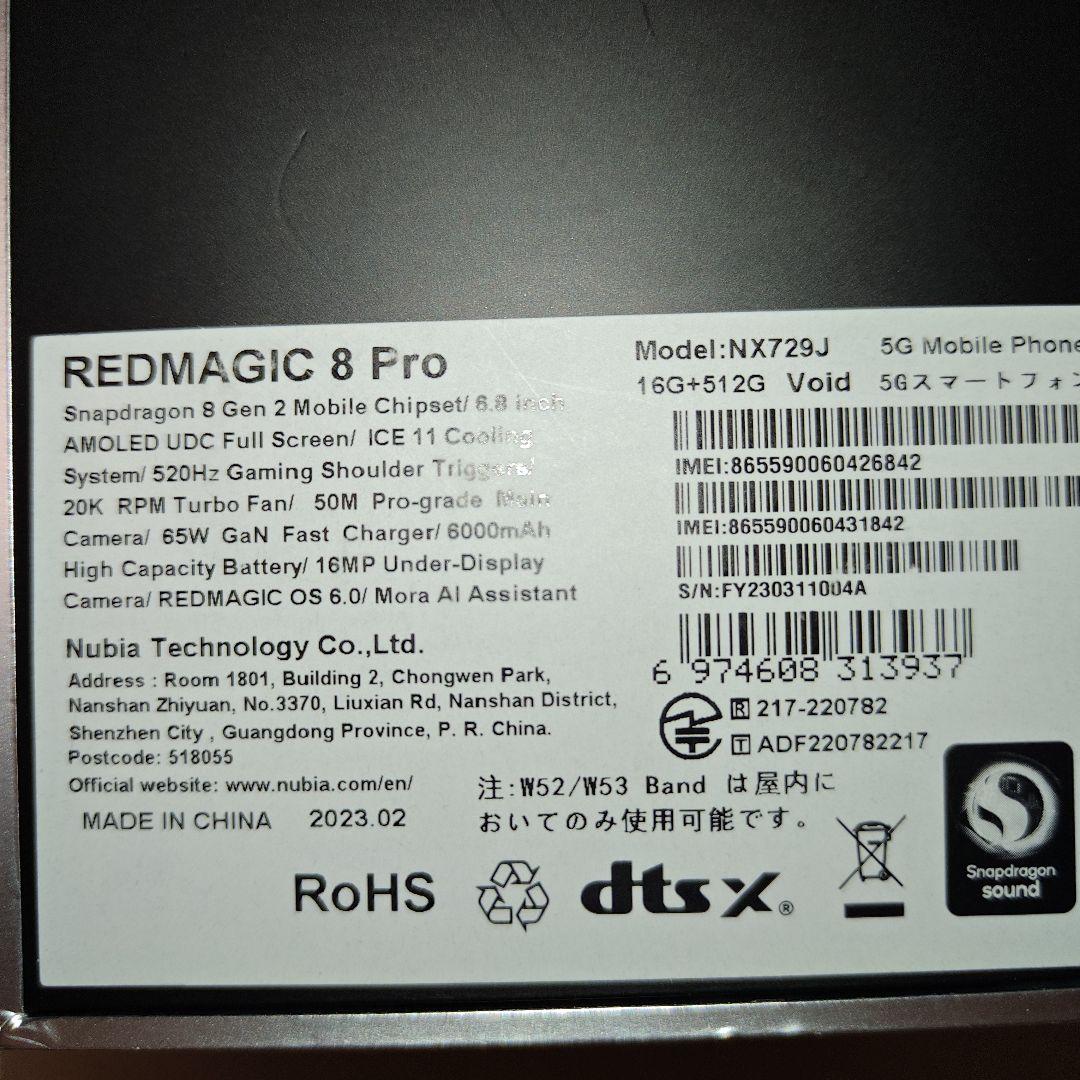 REDMAGIC 8 Pro
Snapdragon 8 Gen 2 Mobile Chipset/ 6.8 inch
AMOLED UDC Full Screen/ ICE 11 Cooling
System/ 520Hz Gaming Shoulder Triggers/
20K RPM Turbo Fan/ 50M Pro-grade Main
Camera/ 65W GaN Fast Charger/ 6000mAh
High Capacity Battery/ 16MP Under-Display
Camera/ REDMAGIC OS 6.0/ Mora AI Assistant
Nubia Technology Co.,Ltd.
Address : Room 1801, Building 2, Chongwen Park,
Nanshan Zhiyuan, No.3370, Liuxian Rd, Nanshan District,
Shenzhen City , Guangdong Province, P. R. China.
Postcode: 518055
Official website: www.nubia.com/en/
MADE IN CHINA 2023.02
Model:NX729J 5G Mobile Phone
16G+512G Void 5Gスマートフォン
IMEI:865590060426842
IMEI:865590060431842
S/N:FY230311004A
6 974608 313937
R 217-220782
T ADF220782217
注:W52/W53 Band は屋内に
おいてのみ使用可能です。
RoHS
dts X ®
Snapdragon
sound